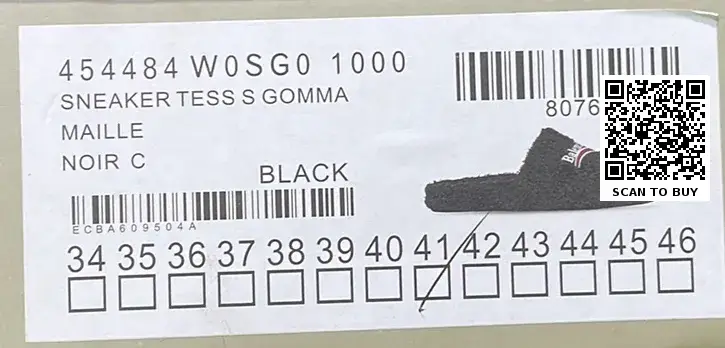 454484 W0SG0 1000
SNEAKER TESS S GOMMA
MAILLE
NOIR C
BLACK
8076
SCAN TO BUY
ECBA609504A
34 35 36 37 38 39 40 41 42 43 44 45 46